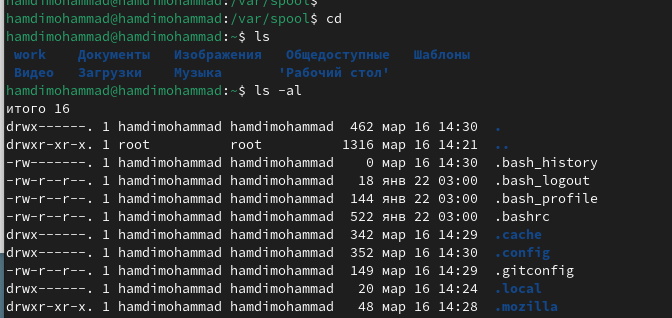 hamdimohammad@hamdimohammad:/var/spool$
hamdimohammad@hamdimohammad:/var/spool$ cd
hamdimohammad@hamdimohammad:~$ ls
work Документы Изображения Общедоступные Шаблоны
Видео Загрузки Музыка 'Рабочий стол'
hamdimohammad@hamdimohammad:~$ ls -al
итого 16
drwx------. 1 hamdimohammad hamdimohammad 462 мар 16 14:30 .
drwxr-xr-x. 1 root root 1316 мар 16 14:21 ..
-rw-------. 1 hamdimohammad hamdimohammad 0 мар 16 14:30 .bash_history
-rw-r--r--. 1 hamdimohammad hamdimohammad 18 янв 22 03:00 .bash_logout
-rw-r--r--. 1 hamdimohammad hamdimohammad 144 янв 22 03:00 .bash_profile
-rw-r--r--. 1 hamdimohammad hamdimohammad 522 янв 22 03:00 .bashrc
drwx------. 1 hamdimohammad hamdimohammad 342 мар 16 14:29 .cache
drwx------. 1 hamdimohammad hamdimohammad 352 мар 16 14:30 .config
-rw-r--r--. 1 hamdimohammad hamdimohammad 149 мар 16 14:29 .gitconfig
drwx------. 1 hamdimohammad hamdimohammad 20 мар 16 14:24 .local
drwxr-xr-x. 1 hamdimohammad hamdimohammad 48 мар 16 14:28 .mozilla